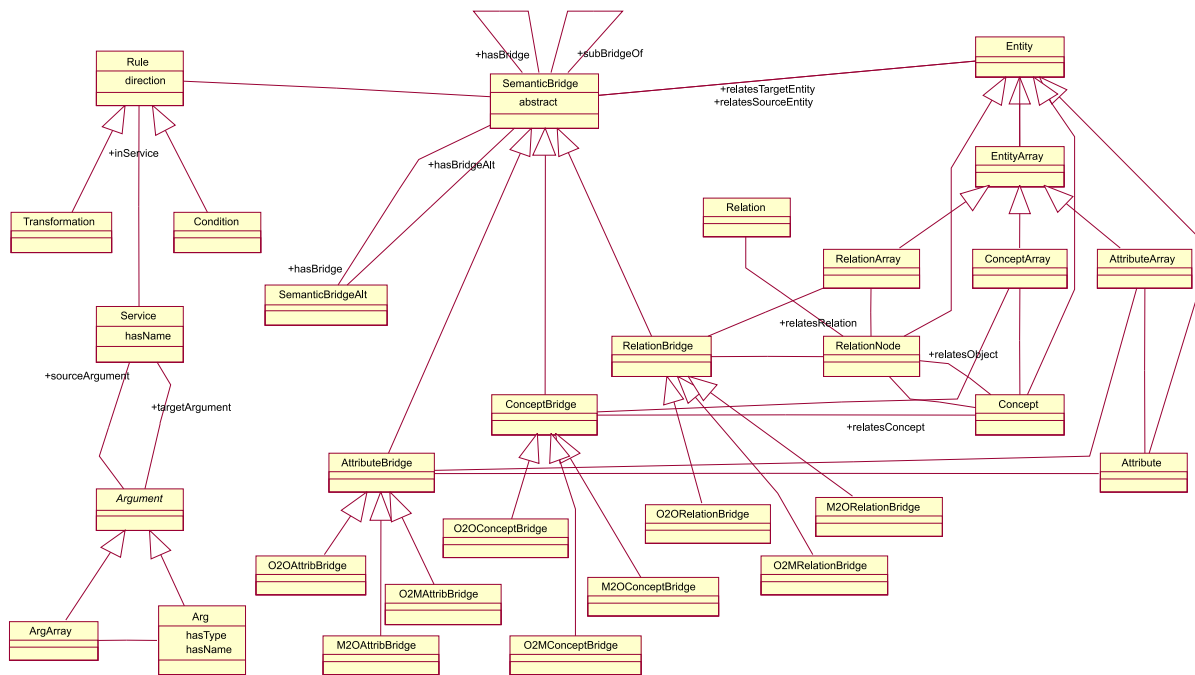 +hasBridge
+subBridgeOf
Entity
Rule
direction
SemanticBridge
abstract
+relatesTargetEntity
+relatesSourceEntity
+inService
+hasBridgeAlt
EntityArray
Transformation
Condition
Relation
RelationArray
ConceptArray
AttributeArray
+hasBridge
SemanticBridgeAlt
Service
hasName
+relatesRelation
RelationBridge
RelationNode
+relatesObject
+sourceArgument
+targetArgument
ConceptBridge
Concept
+relatesConcept
AttributeBridge
Attribute
Argument
O2OConceptBridge
O2ORelationBridge
M2ORelationBridge
O2OAttribBridge
O2MRelationBridge
O2MAttribBridge
M2OConceptBridge
Arg
hasType
hasName
ArgArray
M2OAttribBridge
O2MConceptBridge